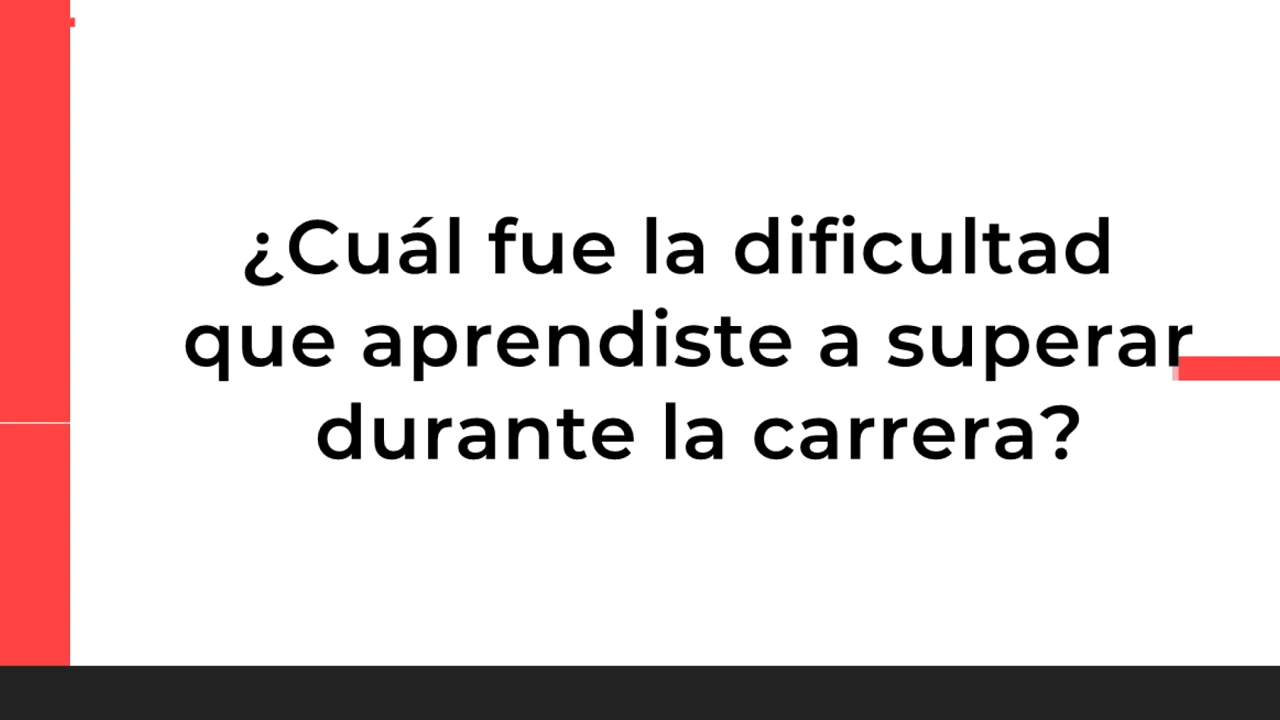 ¿Cuál fue la dificultad
que aprendiste a superar
durante la carrera?